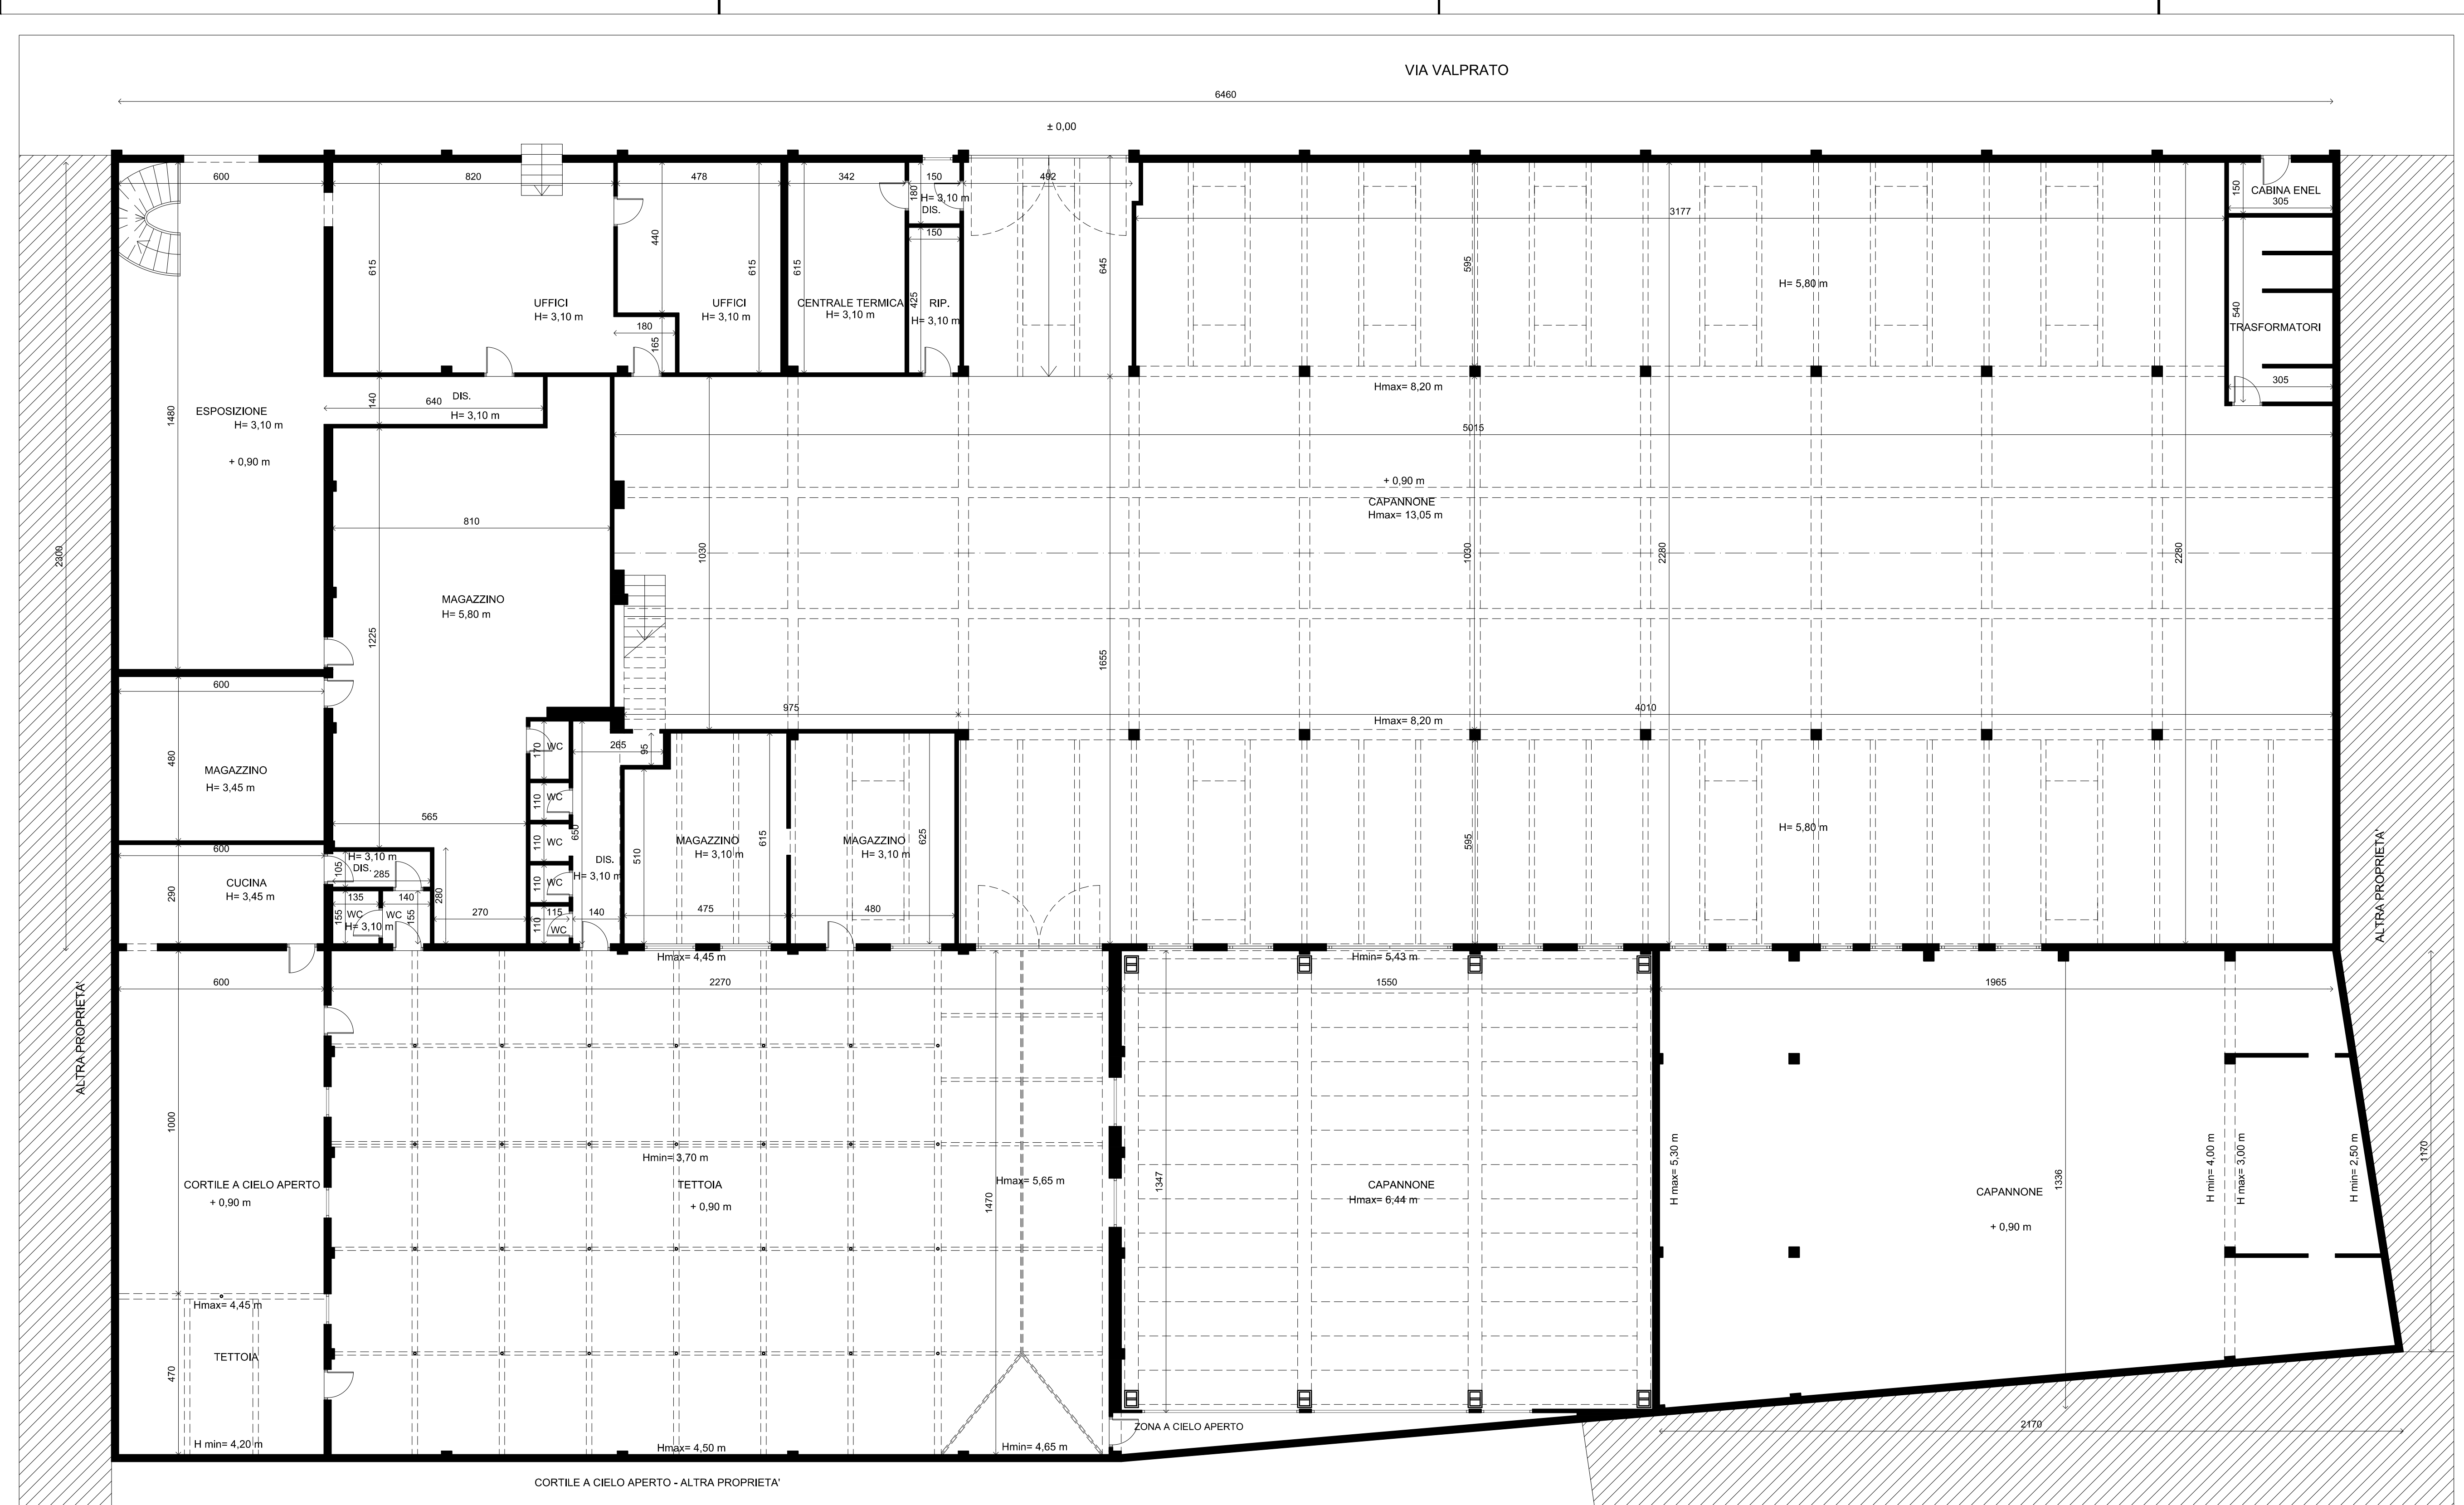 VIA VALPRATO
6460
± 0,00
600
820
478
342
150
492
180
H= 3,10 m
DIS.
150
CABINA ENEL
305
3177
150
440
615
615
615
645
595
425
540
UFFICI
H= 3,10 m
UFFICI
H= 3,10 m
CENTRALE TERMICA
H= 3,10 m
RIP.
H= 3,10 m
H= 5,80 m
TRASFORMATORI
180
165
305
Hmax= 8,20 m
DIS.
640
H= 3,10 m
140
1480
ESPOSIZIONE
H= 3,10 m
+ 0,90 m
5015
+ 0,90 m
CAPANNONE
Hmax= 13,05 m
810
2300
1030
1030
2280
2280
MAGAZZINO
H= 5,80 m
1225
1655
600
975
4010
Hmax= 8,20 m
480
MAGAZZINO
H= 3,45 m
170
WC
265
95
110
WC
565
650
110
WC
510
MAGAZZINO
H= 3,10 m
615
MAGAZZINO
H= 3,10 m
625
595
H= 5,80 m
600
H= 3,10 m
DIS.
105
285
DIS.
H= 3,10 m
CUCINA
H= 3,45 m
290
110
WC
280
135
140
155
WC
WC
155
H= 3,10 m
270
115
140
110
WC
475
480
ALTRA PROPRIETA'
Hmax= 4,45 m
Hmin= 5,43 m
600
2270
1550
1965
ALTRA PROPRIETA'
1000
Hmin= 3,70 m
CORTILE A CIELO APERTO
+ 0,90 m
TETTOIA
+ 0,90 m
Hmax= 5,65 m
1470
1347
CAPANNONE
Hmax= 6,44 m
H max= 5,30 m
CAPANNONE
+ 0,90 m
1336
H min= 4,00 m
H max= 3,00 m
H min= 2,50 m
1170
Hmax= 4,45 m
TETTOIA
470
H min= 4,20 m
Hmax= 4,50 m
Hmin= 4,65 m
ZONA A CIELO APERTO
2170
CORTILE A CIELO APERTO - ALTRA PROPRIETA'